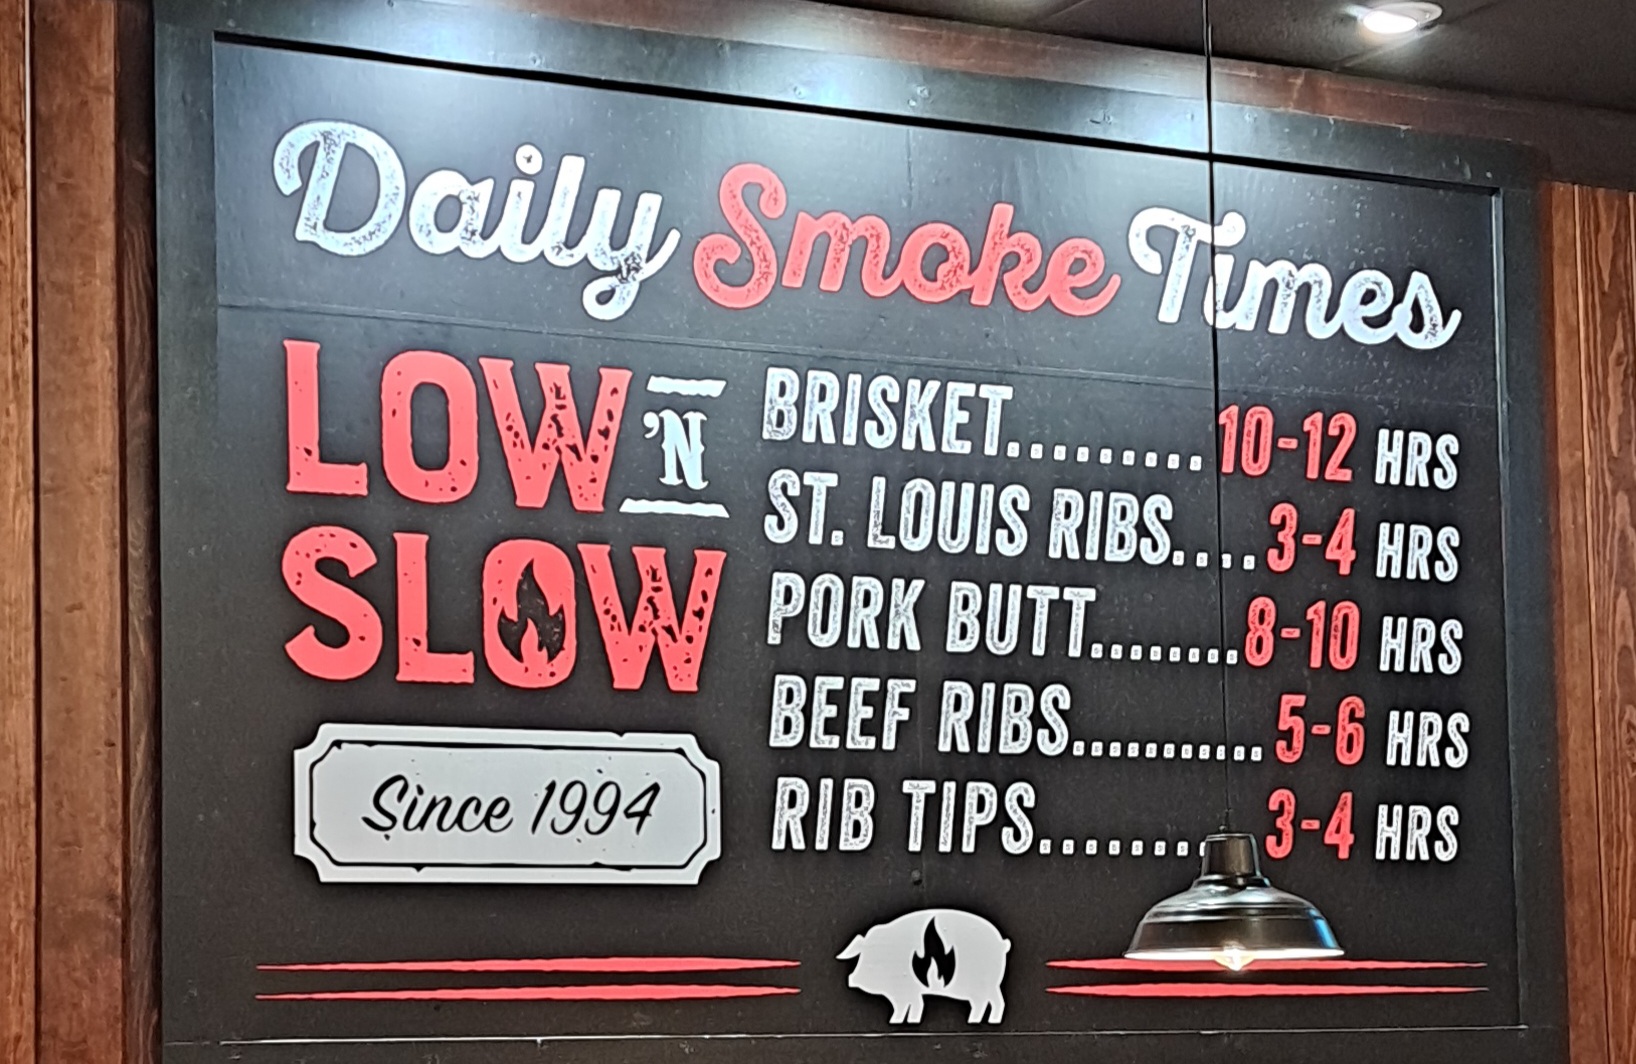 Daily Smoke Times
LOW 'N
SLOW
Since 1994
BRISKET.......... 10-12 HRS
ST. LOUIS RIBS.... 3-4 HRS
PORK BUTT........ 8-10 HRS
BEEF RIBS........... 5-6 HRS
RIB TIPS......... 3-4 HRS